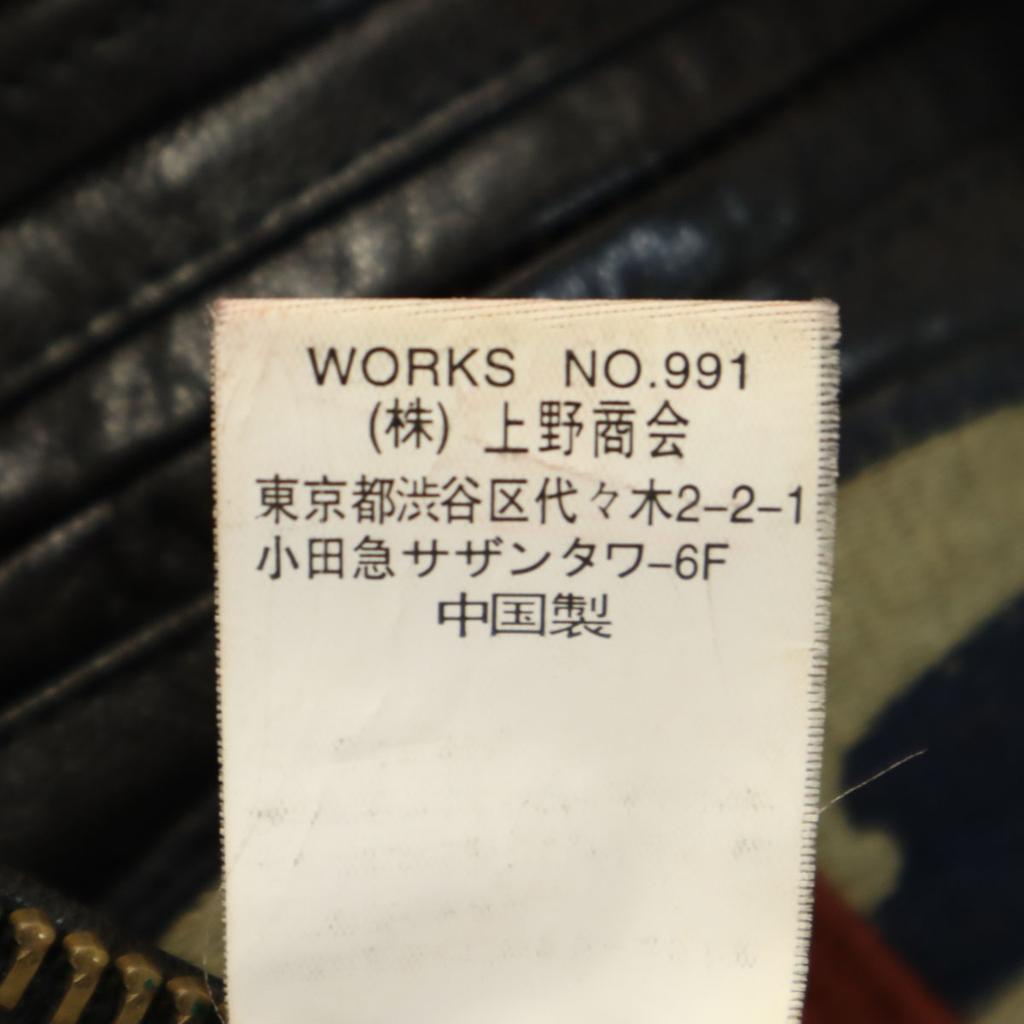 WORKS NO.991
(株) 上野商会
東京都渋谷区代々木2-2-1
小田急サザンタワ-6F
中国製